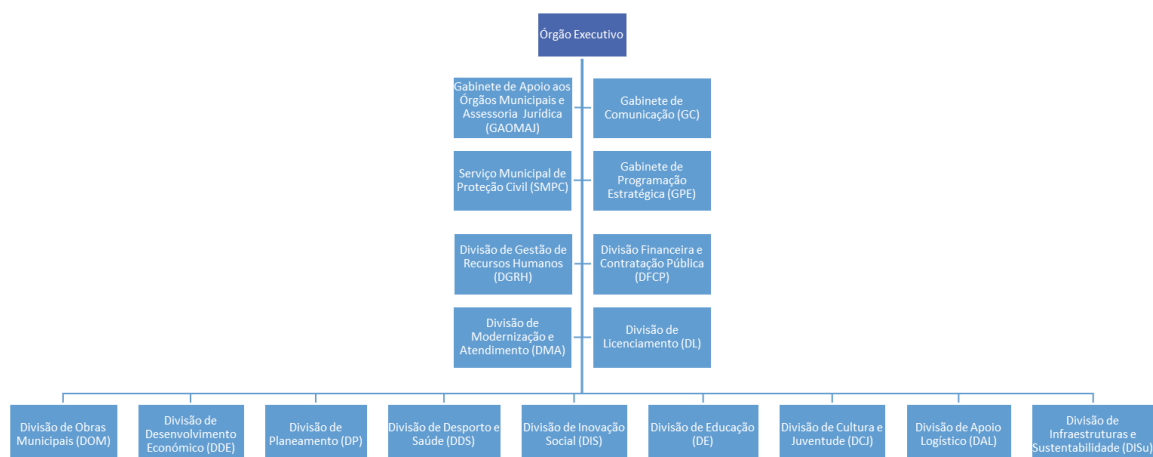 Órgão Executivo
Gabinete de Apoio aos
Órgãos Municipais e
Assessoria Jurídica
(GAOMAJ)
Gabinete de
Comunicação (GC)
Serviço Municipal de
Proteção Civil (SMPC)
Gabinete de
Programação
Estratégica (GPE)
Divisão de Gestão de
Recursos Humanos
(DGRH)
Divisão Financeira e
Contratação Pública
(DFCP)
Divisão de
Modernização e
Atendimento (DMA)
Divisão de
Licenciamento (DL)
Divisão de Obras
Municipais (DOM)
Divisão de
Desenvolvimento
Económico (DDE)
Divisão de
Planeamento (DP)
Divisão de Desporto e
Saúde (DDS)
Divisão de Inovação
Social (DIS)
Divisão de Educação
(DE)
Divisão de Cultura e
Juventude (DCJ)
Divisão de Apoio
Logístico (DAL)
Divisão de
Infraestruturas e
Sustentabilidade (DISu)